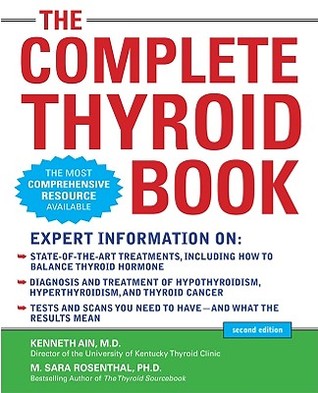 THE
COMPLETE
THYROID
BOOK
THE MOST
COMPREHENSIVE
RESOURCE
AVAILABLE
EXPERT INFORMATION ON:
STATE-OF-THE-ART TREATMENTS, INCLUDING HOW TO
BALANCE THYROID HORMONE
DIAGNOSIS AND TREATMENT OF HYPOTHYROIDISM,
HYPERTHYROIDISM, AND THYROID CANCER
TESTS AND SCANS YOU NEED TO HAVE—AND WHAT THE
RESULTS MEAN
second edition
KENNETH AIN, M.D.
Director of the University of Kentucky Thyroid Clinic
M. SARA ROSENTHAL, PH.D.
Bestselling Author of The Thyroid Sourcebook